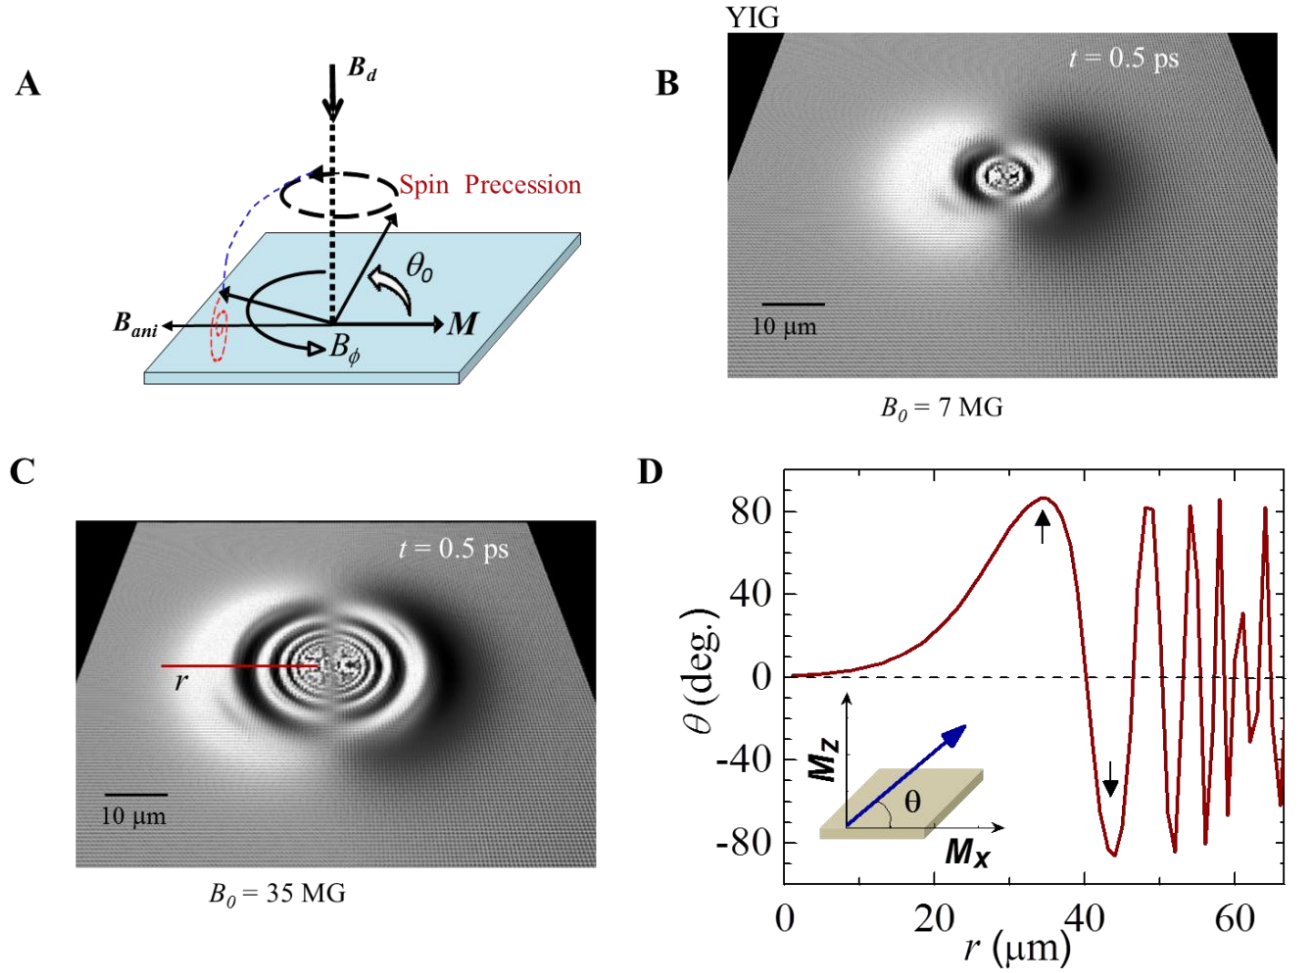 A
B_d
Spin Precession
θ_0
B_ani
M
B_ϕ
B
YIG
t = 0.5 ps
10 μm
B_0 = 7 MG
C
t = 0.5 ps
r
10 μm
B_0 = 35 MG
D
80
40
0
-40
-80
θ (deg.)
M_Z
θ
M_X
0
20
40
60
r (μm)